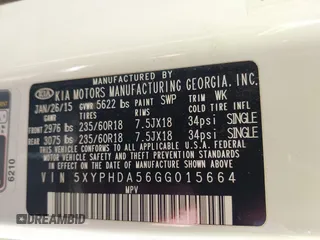 MANUFACTURED BY
KIA KIA MOTORS MANUFACTURING GEORGIA, INC.
JAN/26/15 GVWR 5622 lbs PAINT SWP TRIM WK
GAWR TIRES RIMS COLD INFL.
FRONT 2976 lbs 235/60R18 7.5JX18 34psi SINGLE
REAR 3075 lbs 235/60R18 7.5JX18 34psi SINGLE
THIS VEHICLE CONFORMS TO ALL APPLICABLE U.S.A. FEDERAL MOTOR
VEHICLE SAFETY AND THEFT PREVENTION STANDARDS
IN EFFECT ON THE DATE OF MANUFACTURE SHOWN ABOVE
VIN 5XYPHDA56GG015664
MPV
6210
DREAMBID